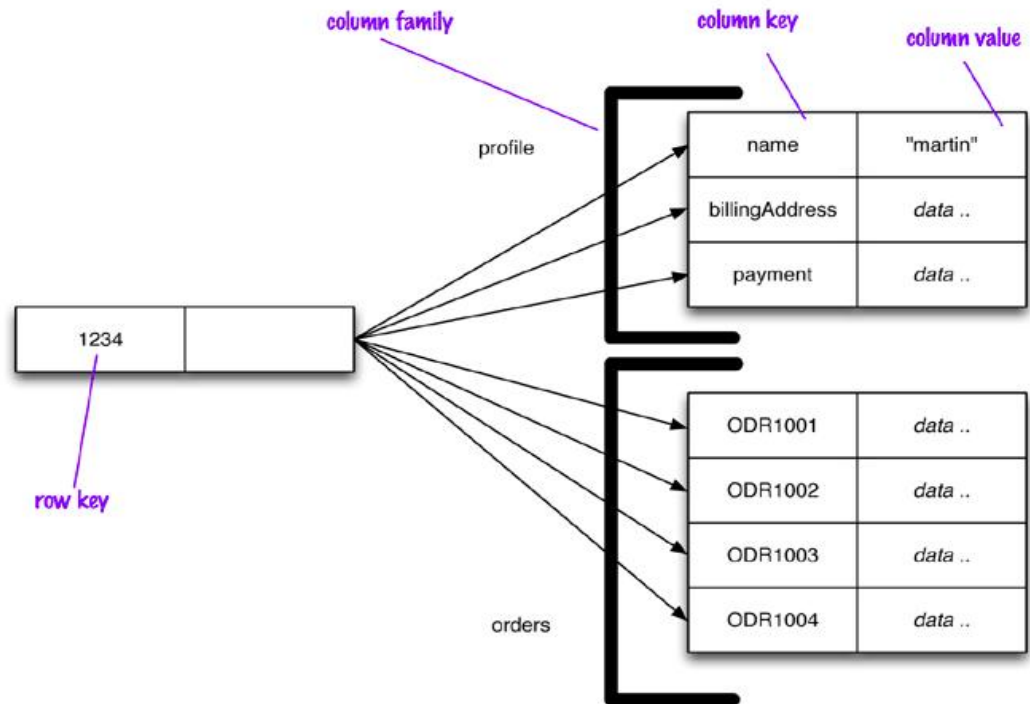 column family
column key
column value
profile
name
"martin"
billingAddress
data ..
payment
data ..
1234
row key
ODR1001
data ..
ODR1002
data ..
ODR1003
data ..
ODR1004
data ..
orders